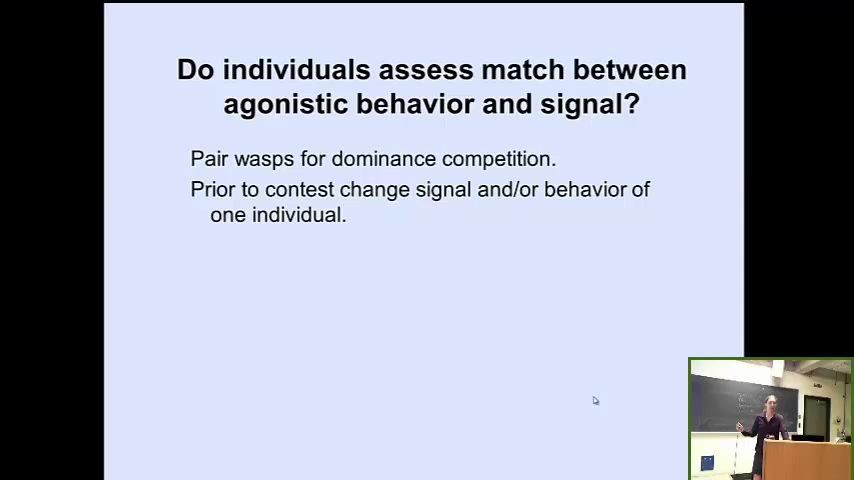 Do individuals assess match between
agonistic behavior and signal?
Pair wasps for dominance competition.
Prior to contest change signal and/or behavior of
one individual.